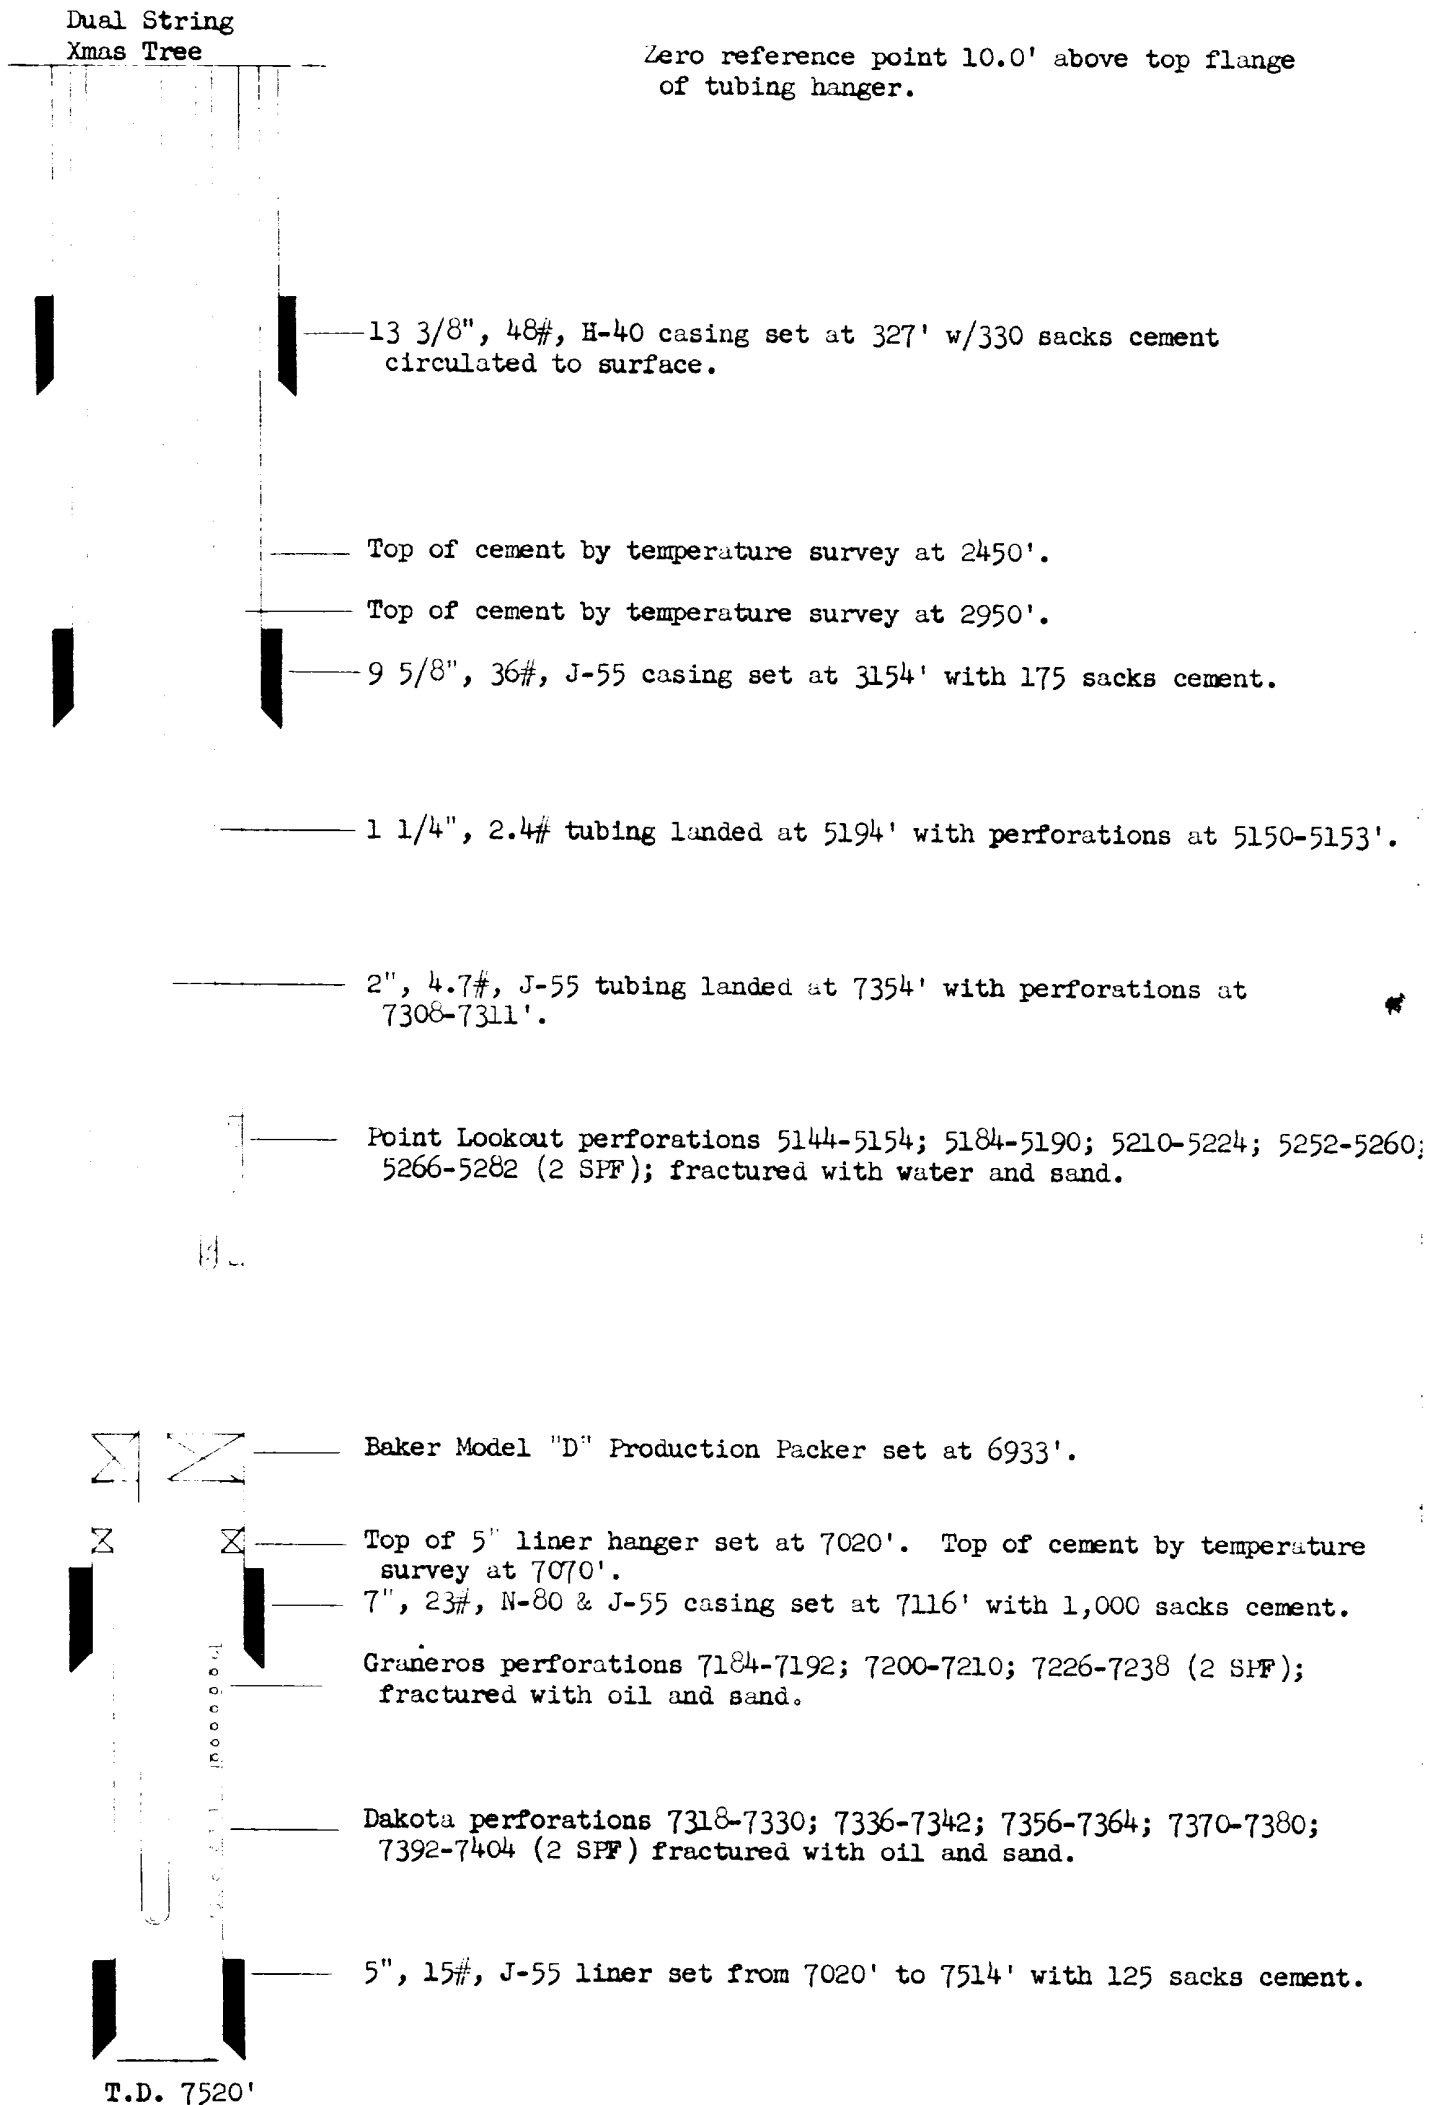 Dual String
Xmas Tree
Zero reference point 10.0' above top flange
of tubing hanger.
13 3/8", 48#, H-40 casing set at 327' w/330 sacks cement
circulated to surface.
Top of cement by temperature survey at 2450'.
Top of cement by temperature survey at 2950'.
9 5/8", 36#, J-55 casing set at 3154' with 175 sacks cement.
1 1/4", 2.4# tubing landed at 5194' with perforations at 5150-5153'.
2", 4.7#, J-55 tubing landed at 7354' with perforations at
7308-7311'.
Point Lookout perforations 5144-5154; 5184-5190; 5210-5224; 5252-5260;
5266-5282 (2 SPF); fractured with water and sand.
Baker Model "D" Production Packer set at 6933'.
Top of 5" liner hanger set at 7020'. Top of cement by temperature
survey at 7070'.
7", 23#, N-80 & J-55 casing set at 7116' with 1,000 sacks cement.
Graneros perforations 7184-7192; 7200-7210; 7226-7238 (2 SPF);
fractured with oil and sand.
Dakota perforations 7318-7330; 7336-7342; 7356-7364; 7370-7380;
7392-7404 (2 SPF) fractured with oil and sand.
5", 15#, J-55 liner set from 7020' to 7514' with 125 sacks cement.
T.D. 7520'